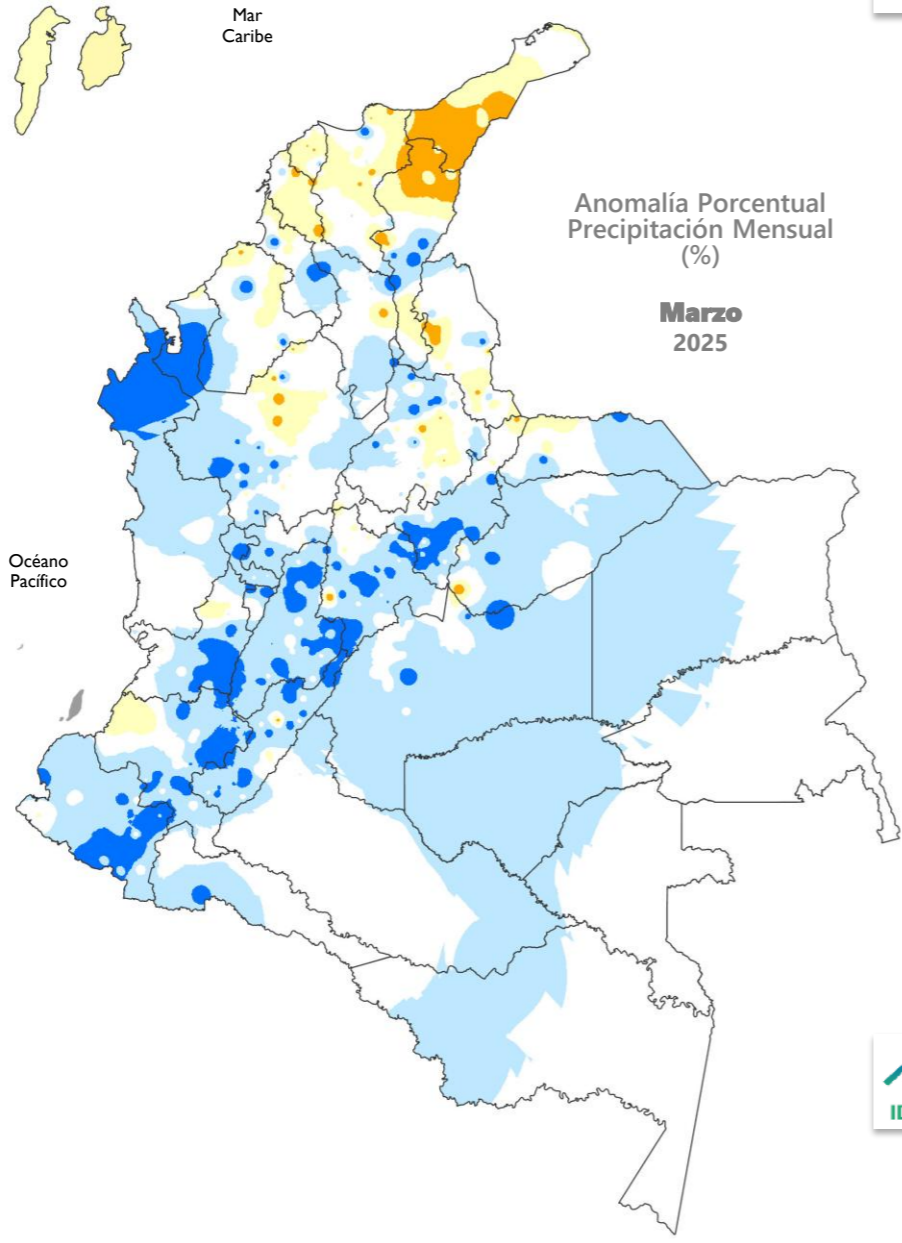 Mar
Caribe
Anomalía Porcentual
Precipitación Mensual
(%)
Marzo
2025
Océano
Pacífico